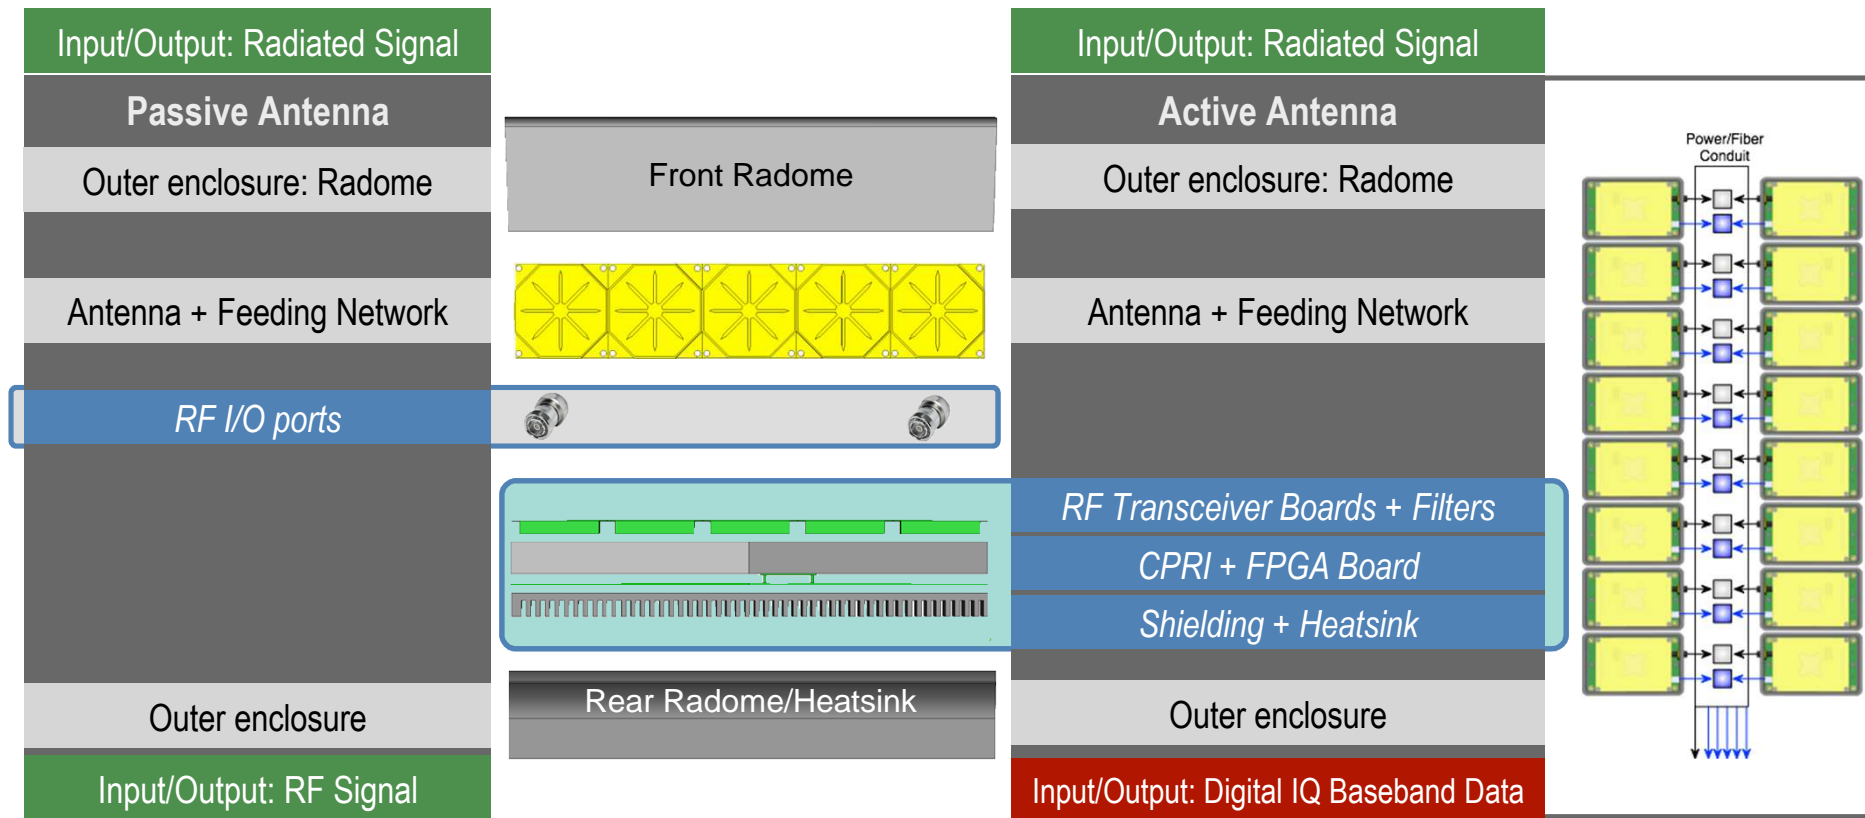 Input/Output: Radiated Signal
Passive Antenna
Outer enclosure: Radome
Antenna + Feeding Network
RF I/O ports
Outer enclosure
Input/Output: RF Signal
Front Radome
Rear Radome/Heatsink
Input/Output: Radiated Signal
Active Antenna
Outer enclosure: Radome
Antenna + Feeding Network
RF Transceiver Boards + Filters
CPRI + FPGA Board
Shielding + Heatsink
Outer enclosure
Input/Output: Digital IQ Baseband Data
Power/Fiber
Conduit